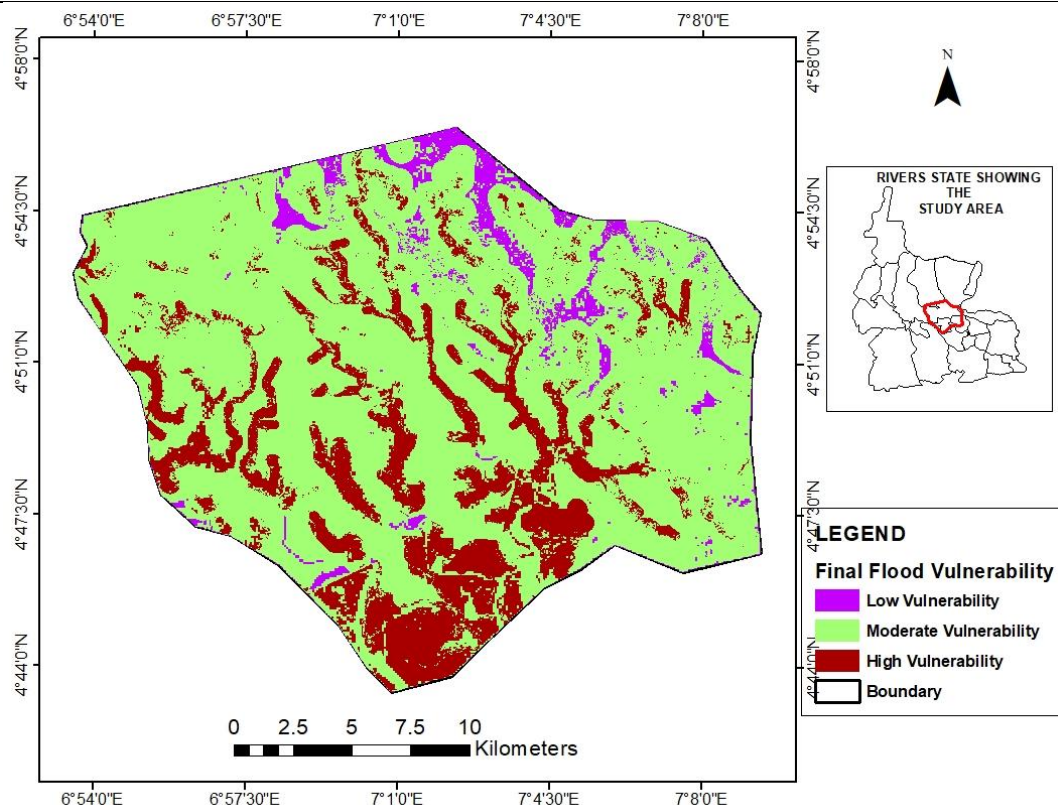 6°54'0"E 6°57'30"E 7°1'0"E 7°4'30"E 7°8'0"E
4°58'0"N
4°54'30"N
4°51'0"N
4°47'30"N
4°44'0"N
4°58'0"N
4°54'30"N
4°51'0"N
4°47'30"N
4°44'0"N
N
RIVERS STATE SHOWING
THE
STUDY AREA
LEGEND
Final Flood Vulnerability
Low Vulnerability
Moderate Vulnerability
High Vulnerability
Boundary
0 2.5 5 7.5 10
Kilometers
6°54'0"E 6°57'30"E 7°1'0"E 7°4'30"E 7°8'0"E